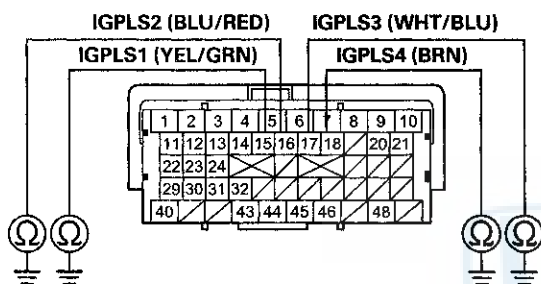 IGPLS2 (BLU/RED) IGPLS3 (WHT/BLU)
IGPLS1 (YEL/GRN) IGPLS4 (BRN)
1 2 3 4 5 6 7 8 9 10
11 12 13 14 15 16 17 18 20 21
22 23 24
29 30 31 32
40 43 44 45 46 48
Ω Ω Ω Ω